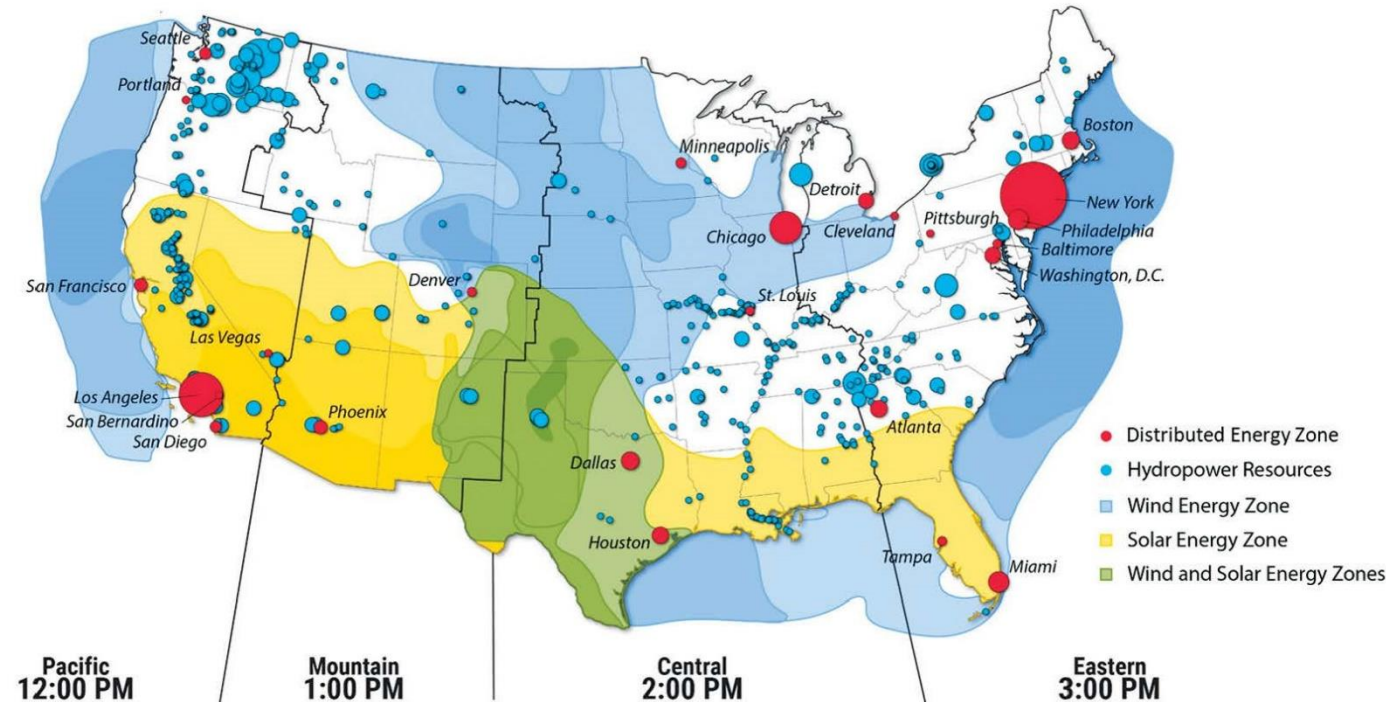 Seattle
Portland
Minneapolis
Boston
Detroit
New York
Chicago
Cleveland
Pittsburgh
Philadelphia
Baltimore
Washington, D.C.
San Francisco
Denver
St. Louis
Las Vegas
Los Angeles
San Bernardino
San Diego
Phoenix
Atlanta
Dallas
Houston
Tampa
Miami
Distributed Energy Zone
Hydropower Resources
Wind Energy Zone
Solar Energy Zone
Wind and Solar Energy Zones
Pacific
12:00 PM
Mountain
1:00 PM
Central
2:00 PM
Eastern
3:00 PM